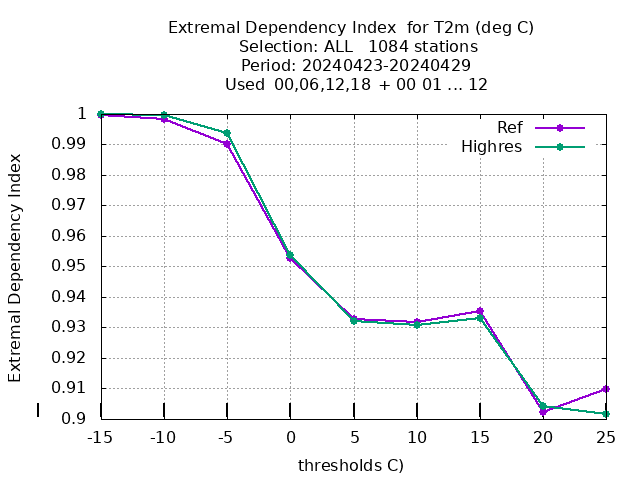 Extremal Dependency Index for T2m (deg C)
Selection: ALL 1084 stations
Period: 20240423-20240429
Used 00,06,12,18 + 00 01 ... 12
Ref
Highres
Extremal Dependency Index
1
0.99
0.98
0.97
0.96
0.95
0.94
0.93
0.92
0.91
0.9
-15 -10 -5 0 5 10 15 20 25
thresholds C)